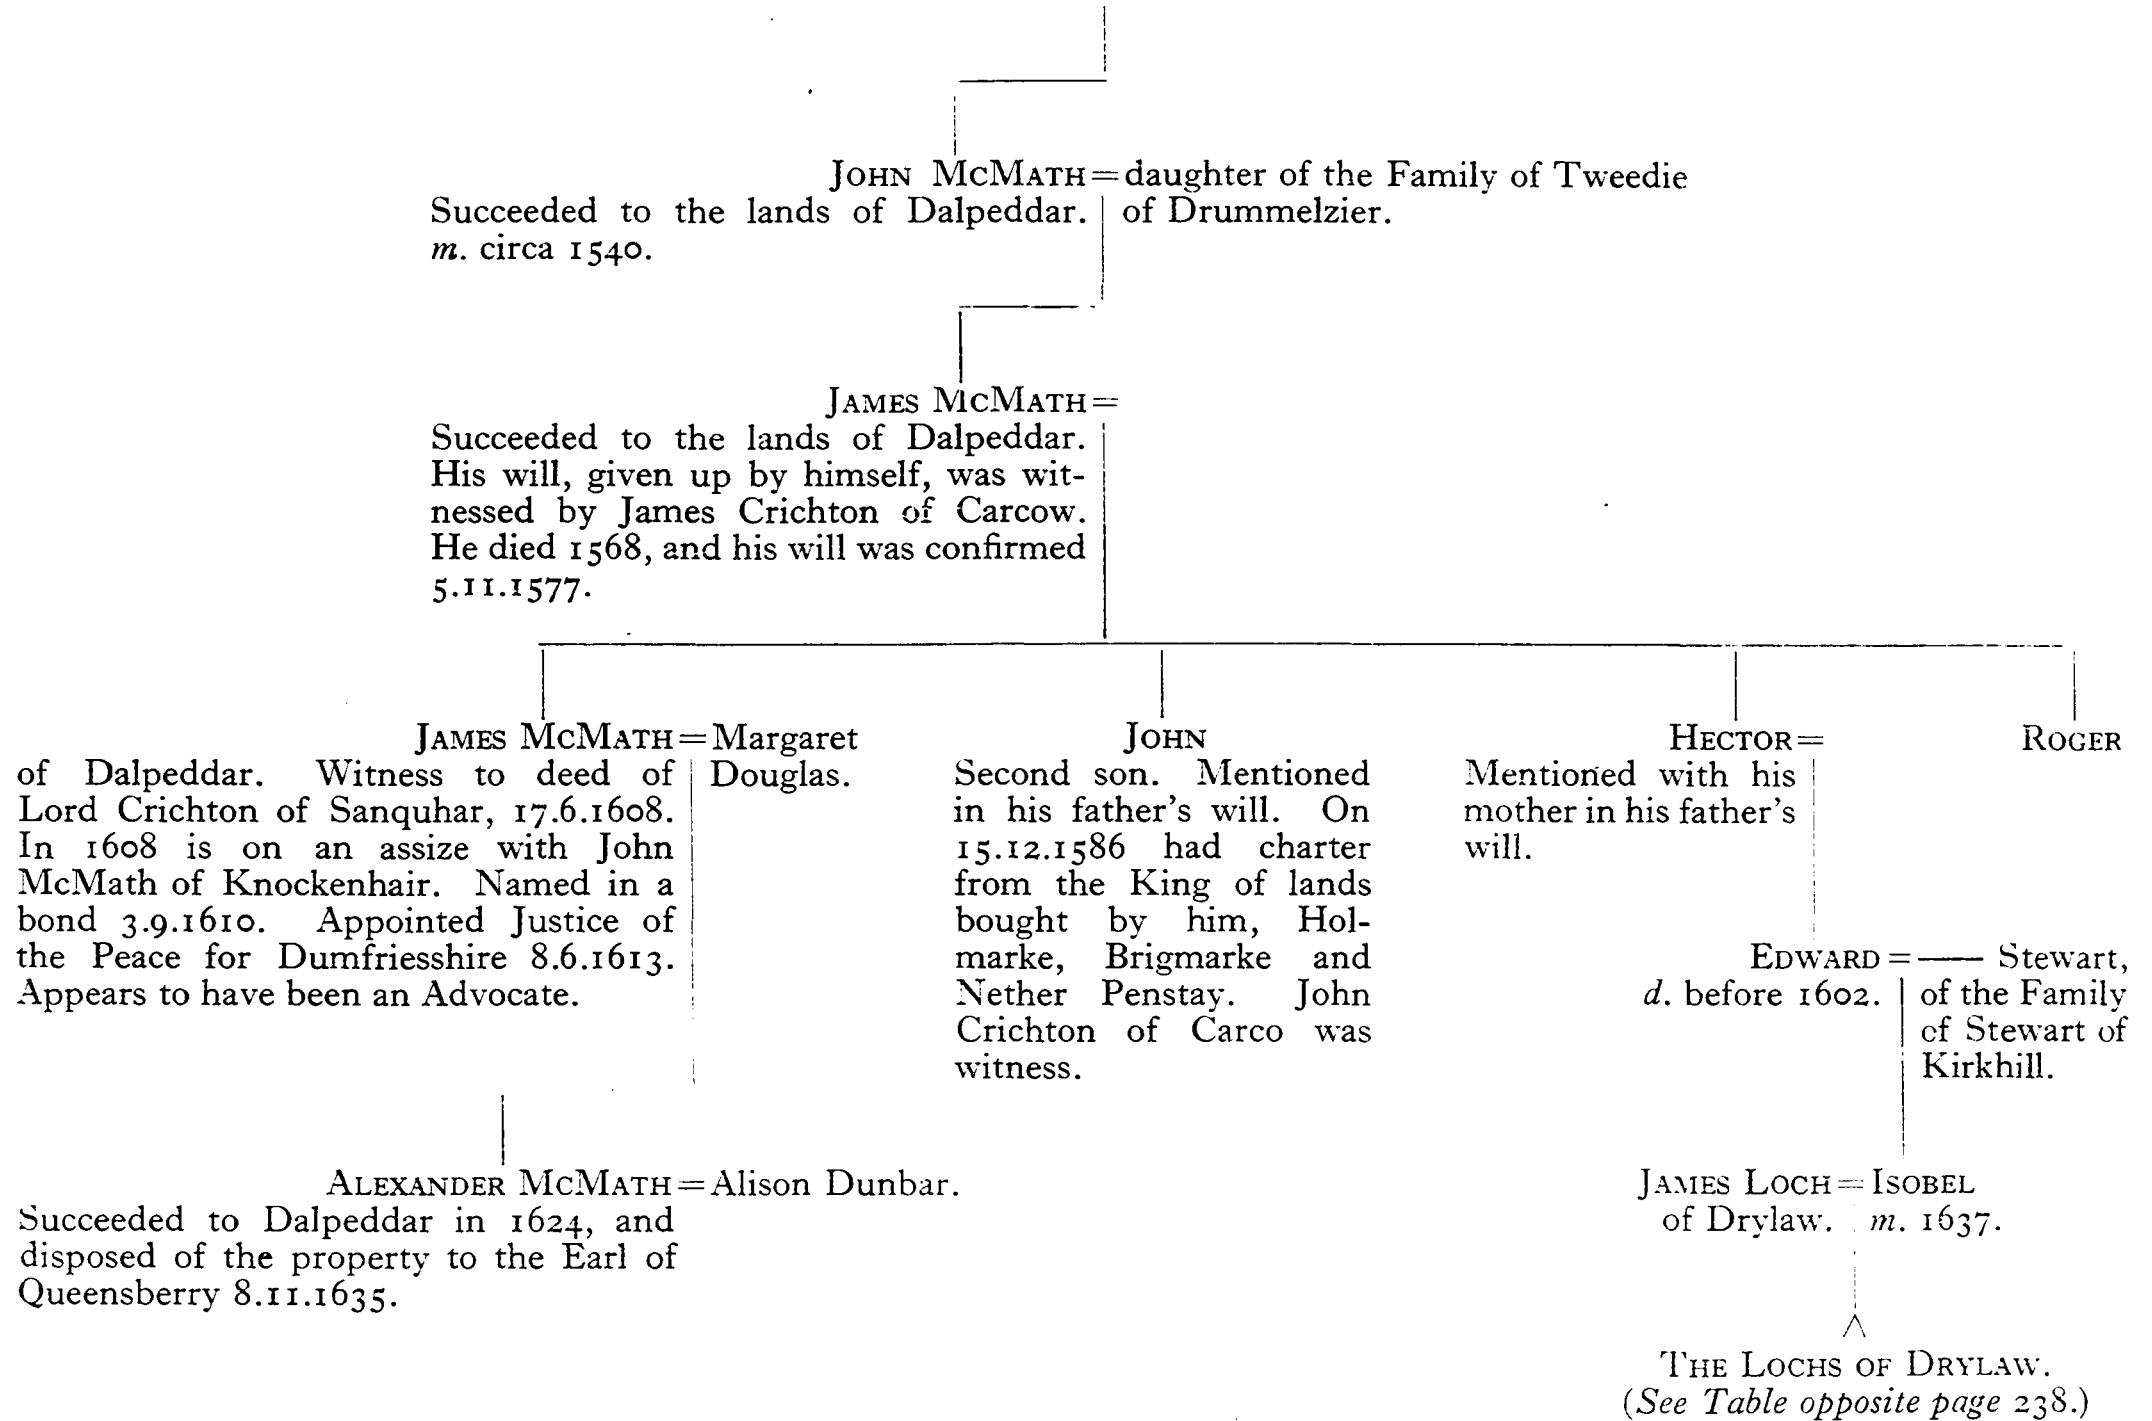 JOHN MCMATH = daughter of the Family of Tweedie
Succeeded to the lands of Dalpeddar. of Drummelzier.
m. circa 1540.
JAMES MCMATH =
Succeeded to the lands of Dalpeddar.
His will, given up by himself, was wit-
nessed by James Crichton of Carcow.
He died 1568, and his will was confirmed
5.11.1577.
JAMES MCMATH = Margaret
Douglas.
of Dalpeddar. Witness to deed of
Lord Crichton of Sanquhar, 17.6.1608.
In 1608 is on an assize with John
McMath of Knockenhair. Named in a
bond 3.9.1610. Appointed Justice of
the Peace for Dumfriesshire 8.6.1613.
Appears to have been an Advocate.
JOHN
Second son. Mentioned
in his father's will. On
15.12.1586 had charter
from the King of lands
bought by him, Hol-
marke, Brigmarke and
Nether Penstay. John
Crichton of Carco was
witness.
HECTOR =
Mentioned with his
mother in his father's
will.
ROGER
EDWARD = —— Stewart,
d. before 1602. of the Family
of Stewart of
Kirkhill.
ALEXANDER MCMATH = Alison Dunbar.
Succeeded to Dalpeddar in 1624, and
disposed of the property to the Earl of
Queensberry 8.11.1635.
JAMES LOCH = ISOBEL
of Drylaw. m. 1637.
THE LOCHS OF DRYLAW.
(See Table opposite page 238.)